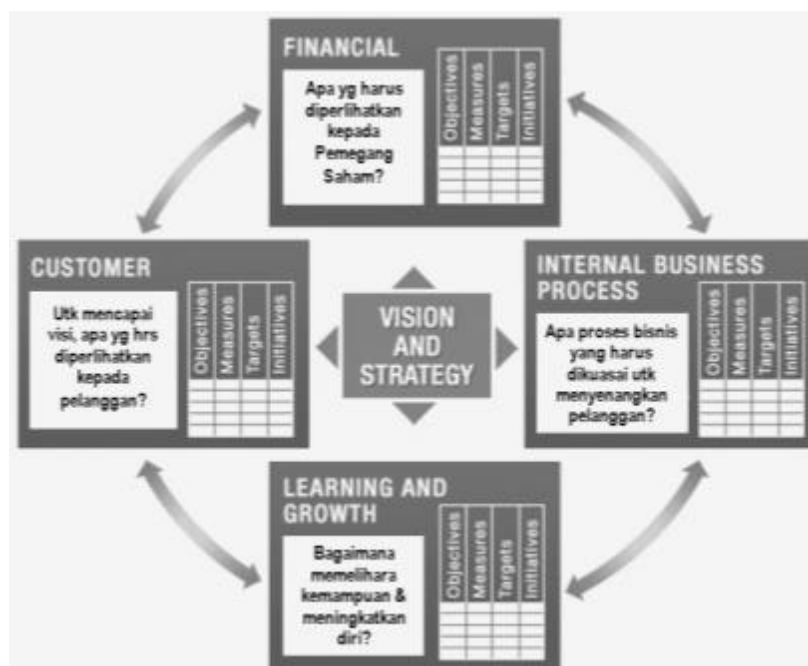 FINANCIAL
Apa yg harus
diperlihatkan
kepada
Pemegang
Saham?
Objectives
Measures
Targets
Initiatives
CUSTOMER
Utk mencapai
visi, apa yg hrs
diperlihatkan
kepada
pelanggan?
Objectives
Measures
Targets
Initiatives
VISION
AND
STRATEGY
INTERNAL BUSINESS
PROCESS
Apa proses bisnis
yang harus
dikuasai utk
menyenangkan
pelanggan?
Objectives
Measures
Targets
Initiatives
LEARNING AND
GROWTH
Bagaimana
memelihara
kemampuan &
meningkatkan
diri?
Objectives
Measures
Targets
Initiatives